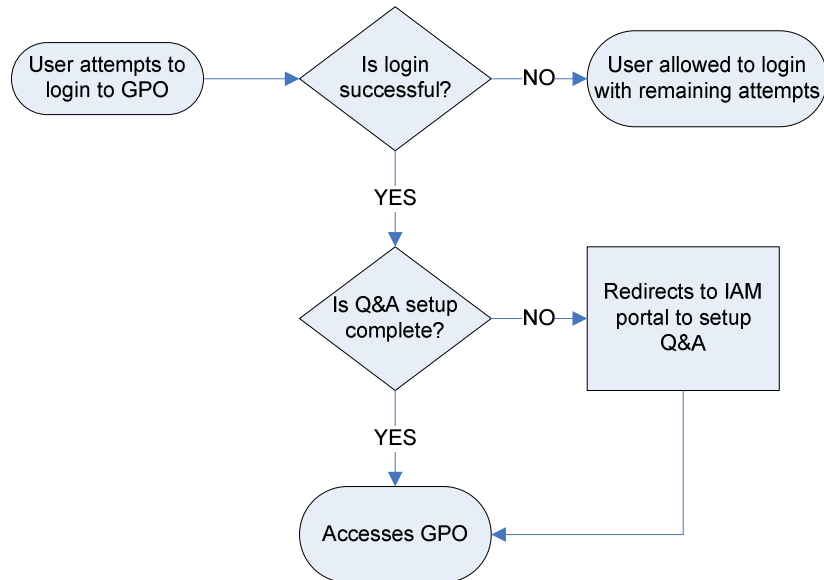 User attempts to
login to GPO
Is login
successful?
NO
User allowed to login
with remaining attempts
YES
Is Q&A setup
complete?
NO
Redirects to IAM
portal to setup
Q&A
YES
Accesses GPO